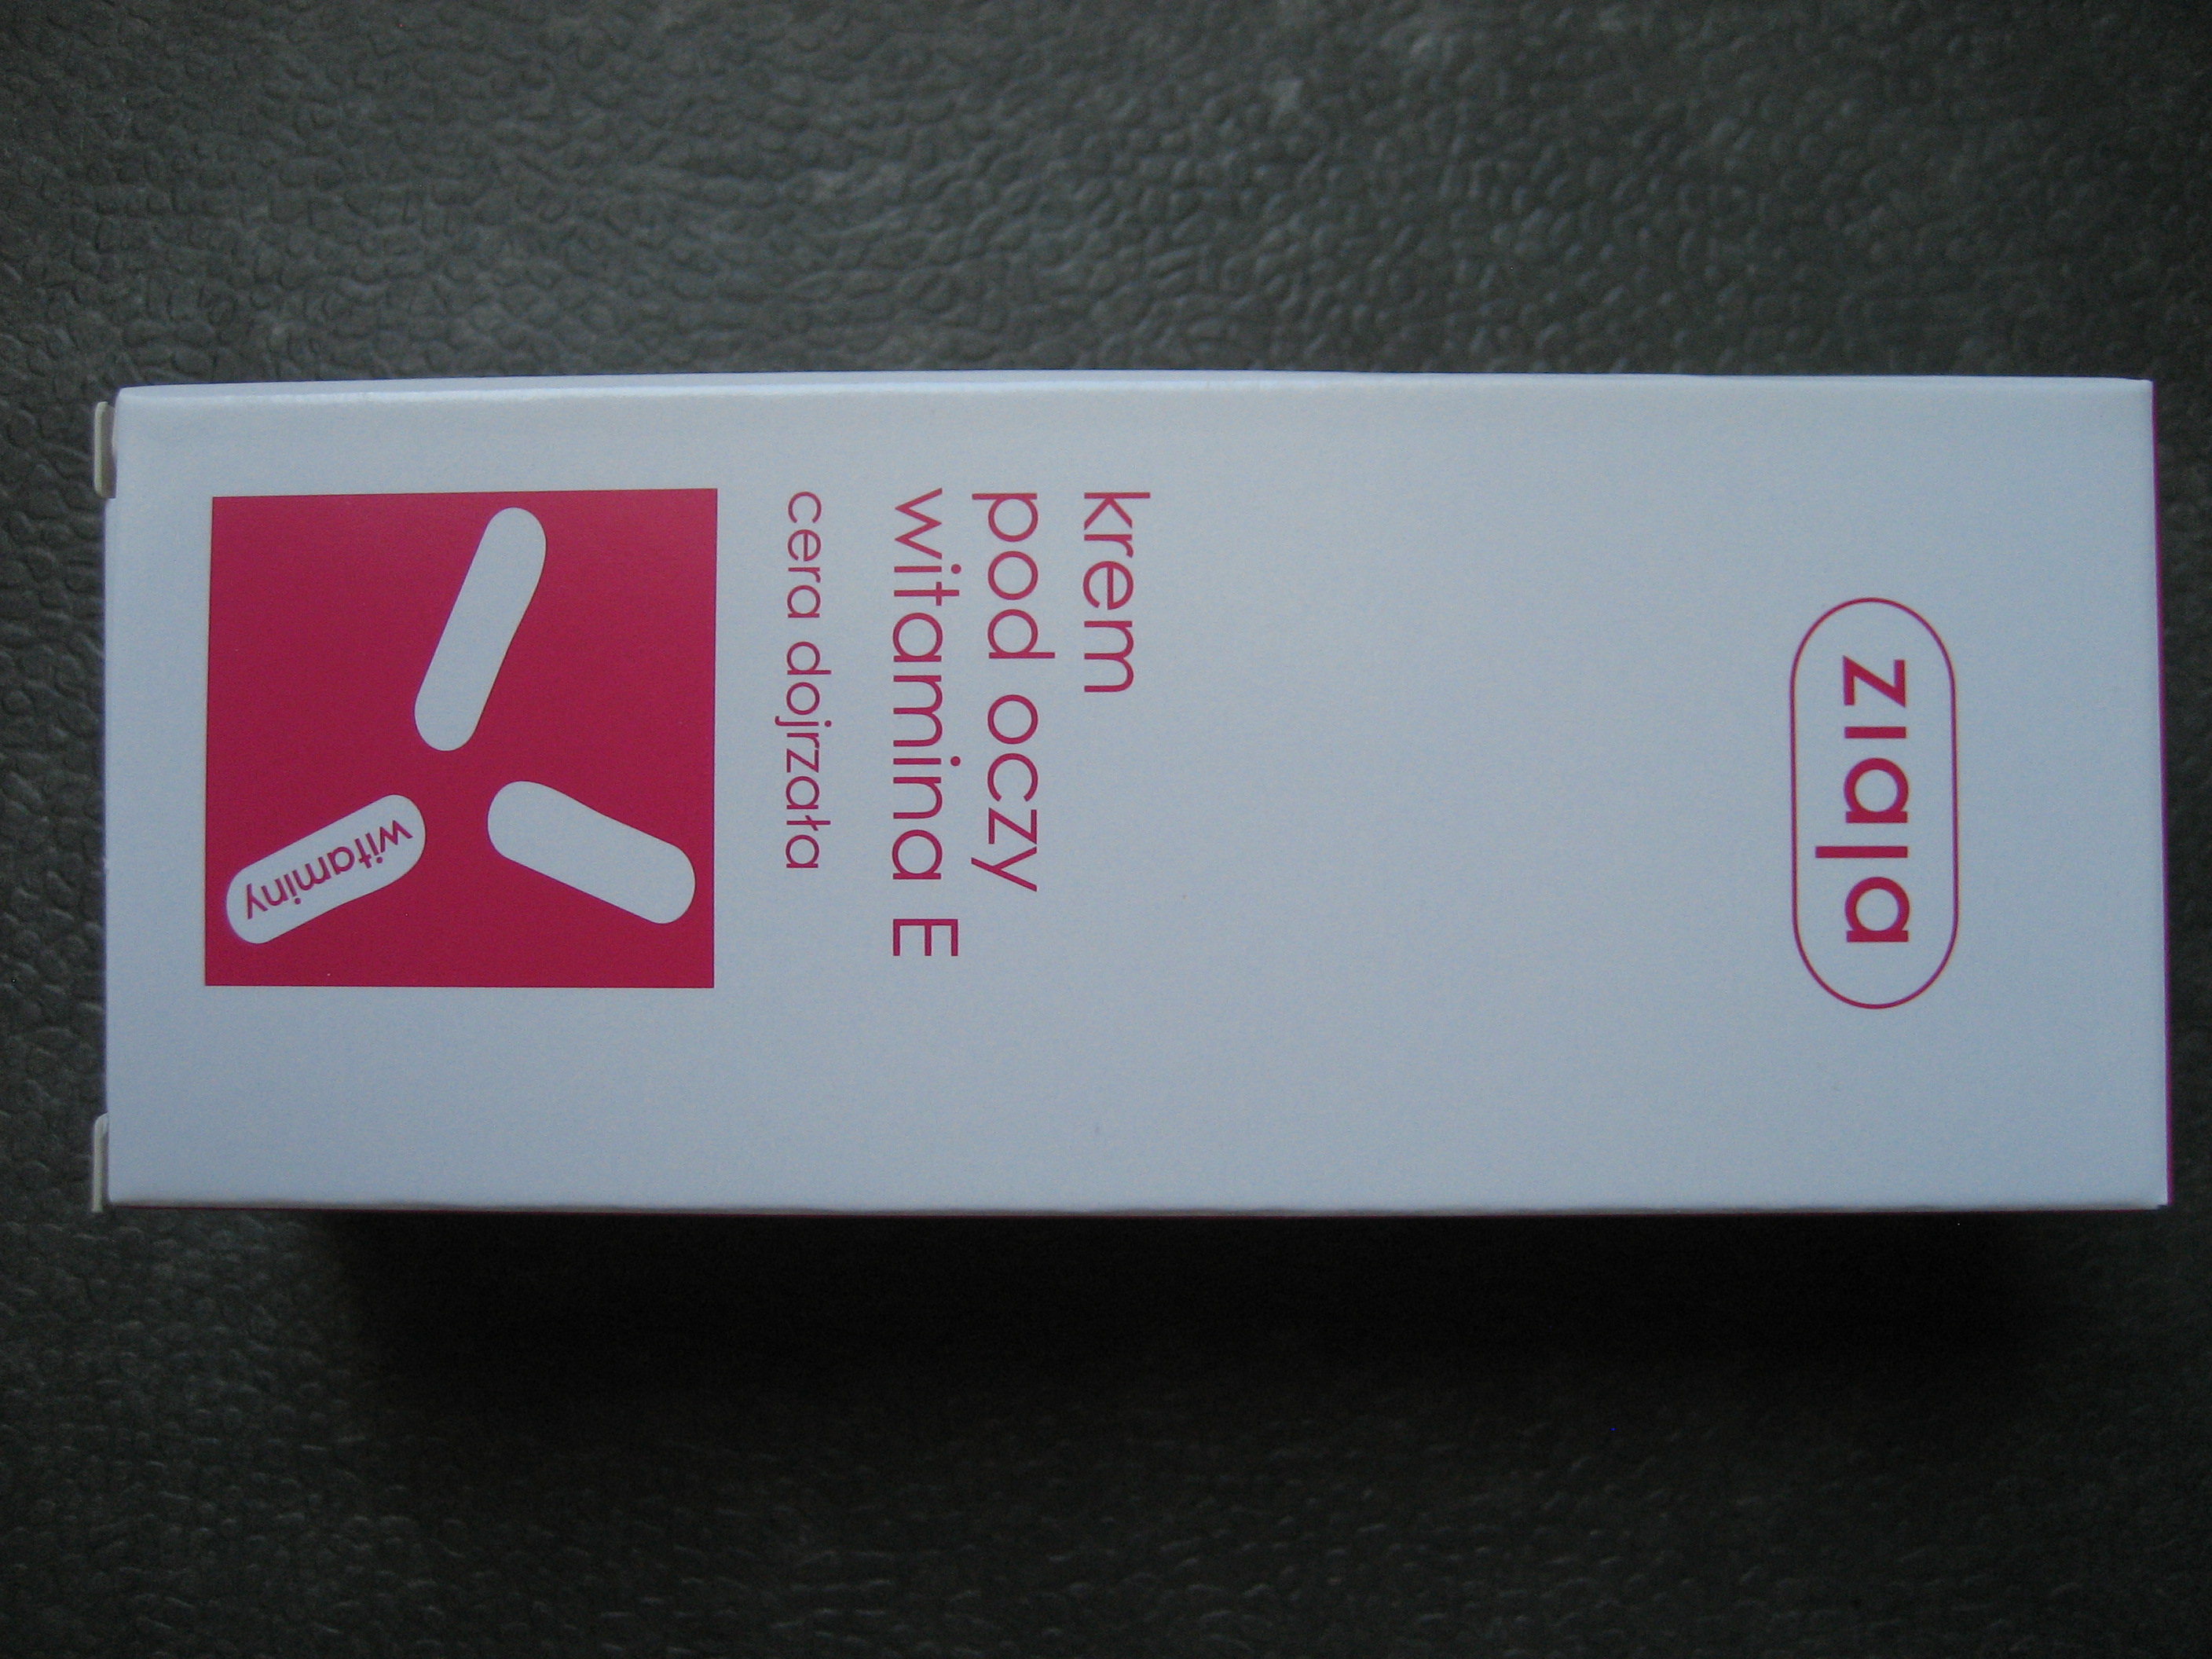 ziaja
krem
pod oczy
witamina E
cera dojrzała
witaminy